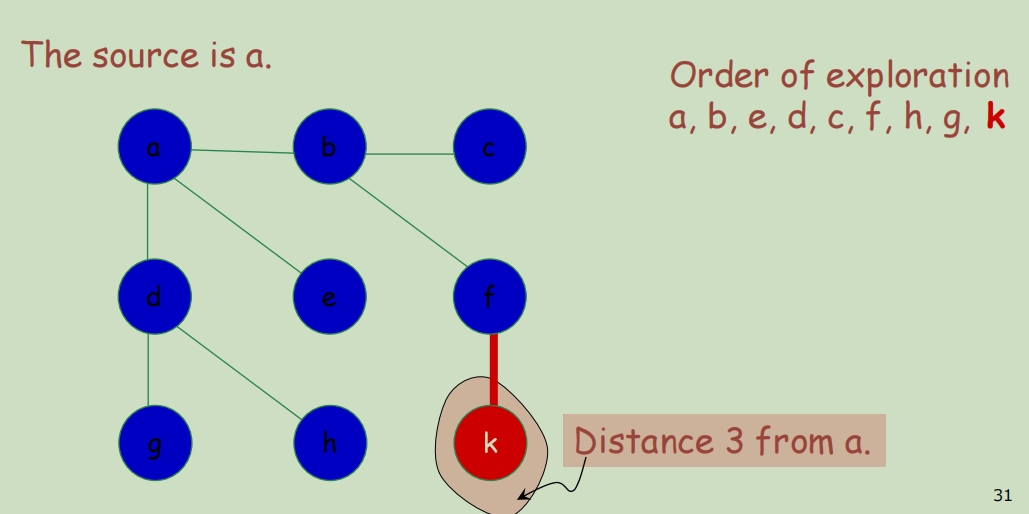 The source is a.
Order of exploration
a, b, e, d, c, f, h, g, k
a
b
c
d
e
f
g
h
k
Distance 3 from a.
31